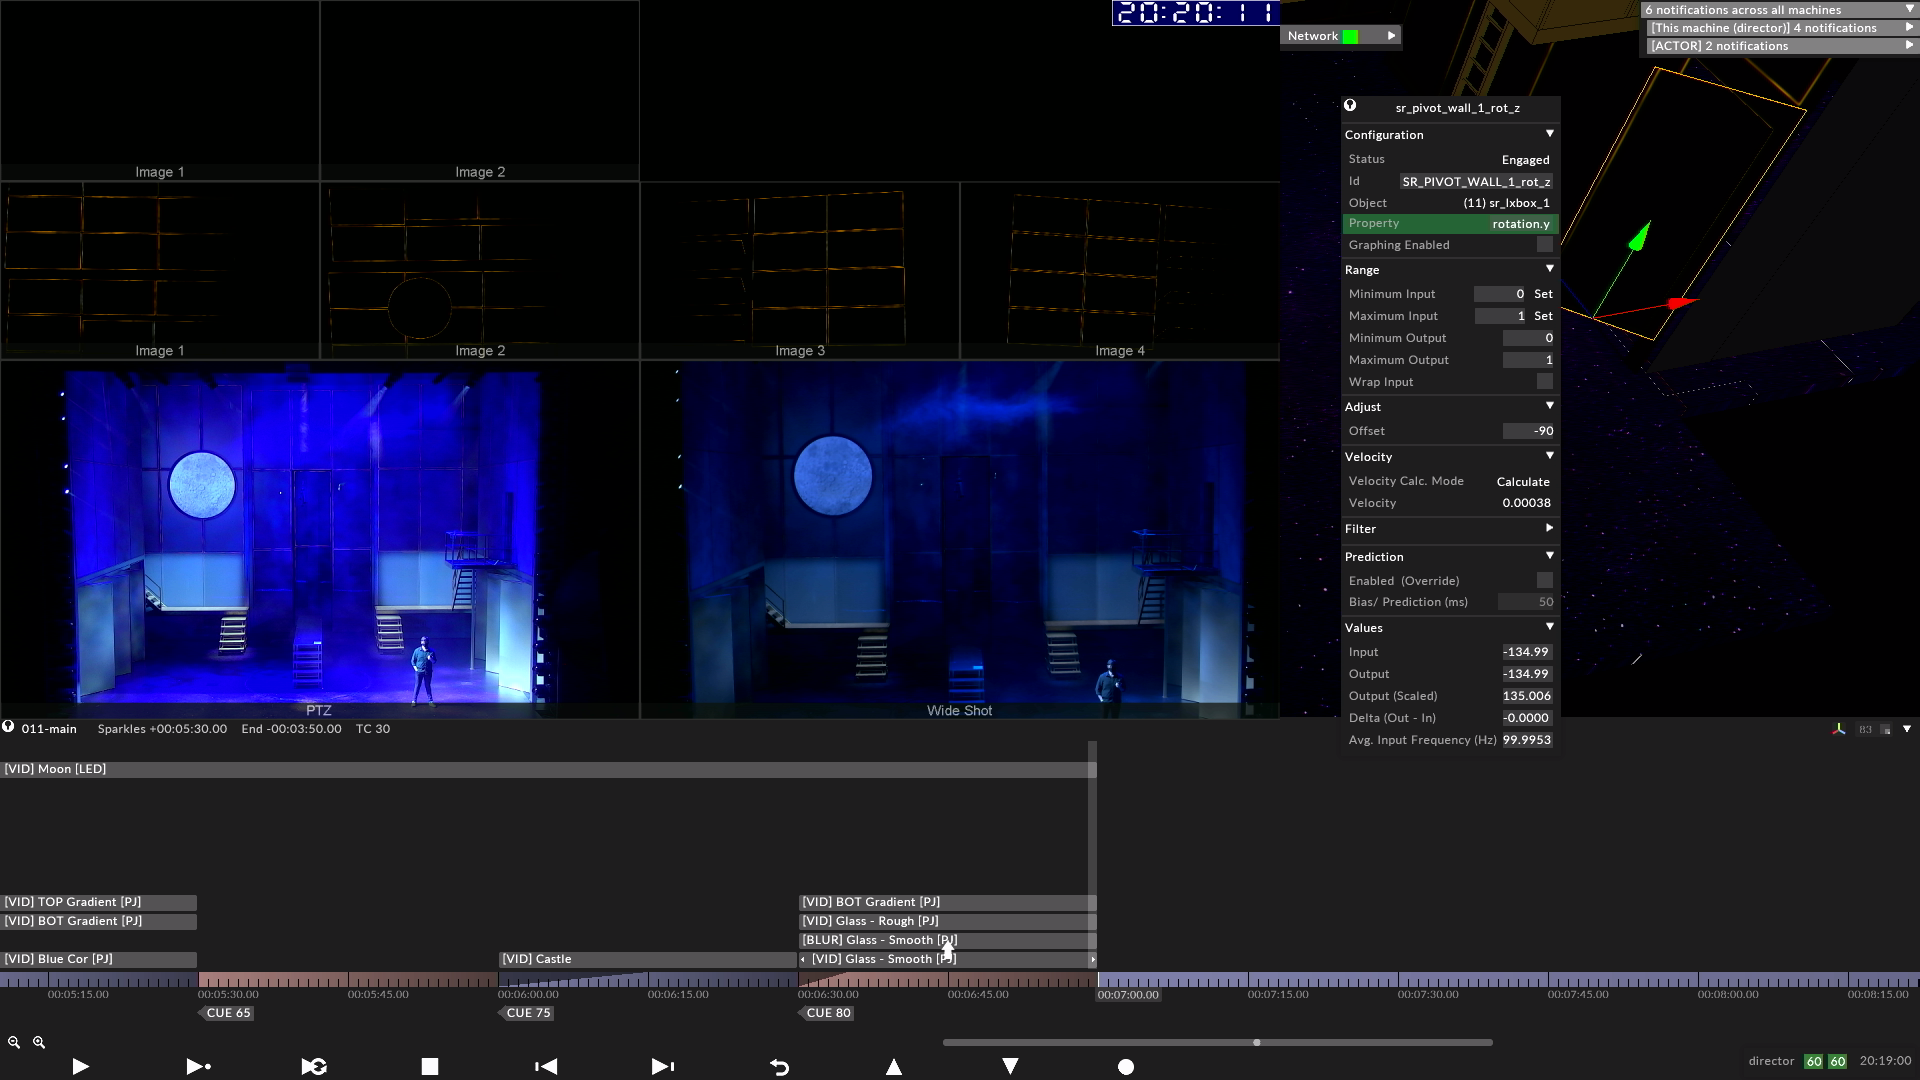 20:20:11
Network
6 notifications across all machines
[This machine (director)] 4 notifications
[ACTOR] 2 notifications
Image 1
Image 2
Image 1
Image 2
Image 3
Image 4
PTZ
Wide Shot
sr_pivot_wall_1_rot_z
Configuration
Status Engaged
Id SR_PIVOT_WALL_1_rot_z
Object (11) sr_lxbox_1
Property rotation.y
Graphing Enabled
Range
Minimum Input 0 Set
Maximum Input 1 Set
Minimum Output 0
Maximum Output 1
Wrap Input
Adjust
Offset -90
Velocity
Velocity Calc. Mode Calculate
Velocity 0.00038
Filter
Prediction
Enabled (Override)
Bias/ Prediction (ms) 50
Values
Input -134.99
Output -134.99
Output (Scaled) 135.006
Delta (Out - In) -0.0000
Avg. Input Frequency (Hz) 99.9953
011-main Sparkles +00:05:30.00 End -00:03:50.00 TC 30
83
[VID] Moon [LED]
[VID] TOP Gradient [PJ]
[VID] BOT Gradient [PJ]
[VID] BOT Gradient [PJ]
[VID] Glass - Rough [PJ]
[BLUR] Glass - Smooth [PJ]
[VID] Blue Cor [PJ]
[VID] Castle
[VID] Glass - Smooth [PJ]
00:05:15.00 00:05:30.00 00:05:45.00 00:06:00.00 00:06:15.00 00:06:30.00 00:06:45.00 00:07:00.00 00:07:15.00 00:07:30.00 00:07:45.00 00:08:00.00 00:08:15.00
CUE 65
CUE 75
CUE 80
director 60 60 20:19:00